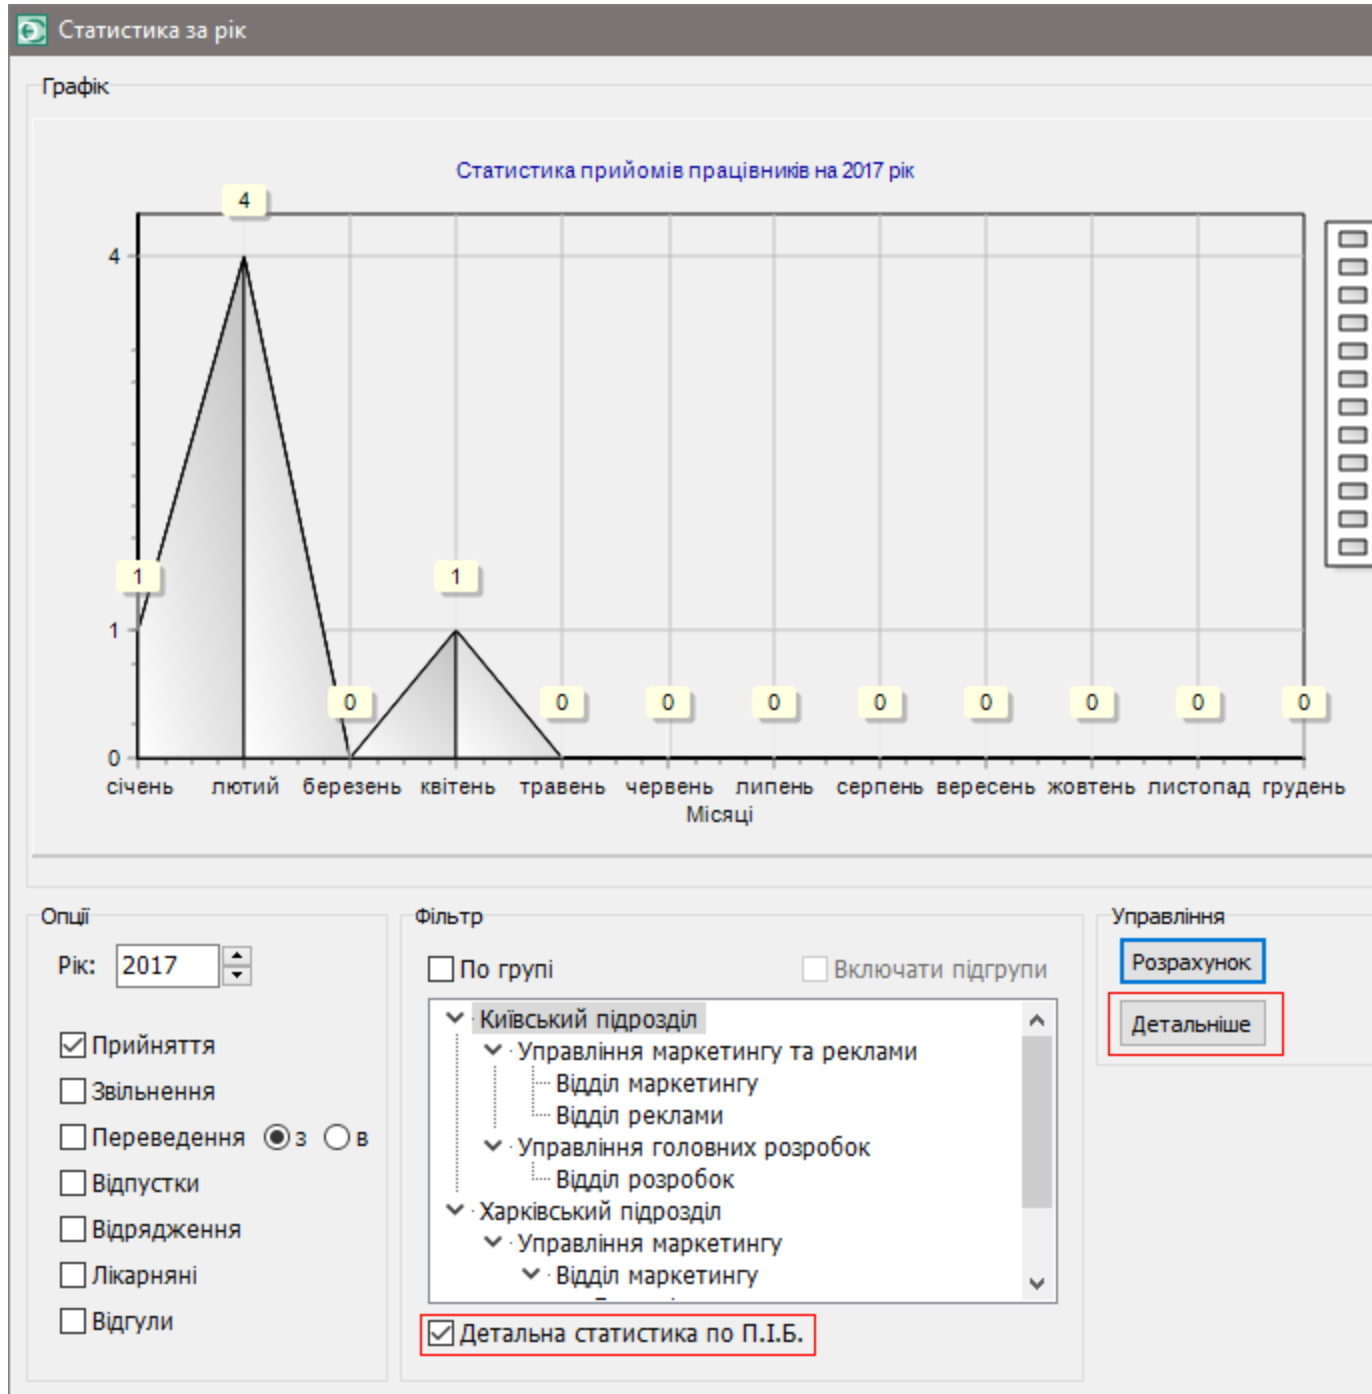 Статистика за рік
Графік
Статистика прийомів працівників на 2017 рік
4
4
1
1
1
0
0
0
0
0
0
0
0
0
0
січень лютий березень квітень травень червень липень серпень вересень жовтень листопад грудень
Місяці
Опції
Рік: 2017
Прийняття
Звільнення
Переведення з в
Відпустки
Відрядження
Лікарняні
Відгули
Фільтр
По групі Включати підгрупи
Київський підрозділ
Управління маркетингу та реклами
Відділ маркетингу
Відділ реклами
Управління головних розробок
Відділ розробок
Харківський підрозділ
Управління маркетингу
Відділ маркетингу
Детальна статистика по П.І.Б.
Управління
Розрахунок
Детальніше